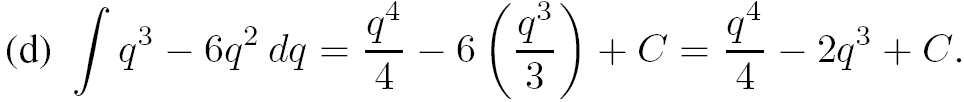 (d) ∫ q³ − 6q² dq = q⁴/4 − 6 (q³/3) + C = q⁴/4 − 2q³ + C.